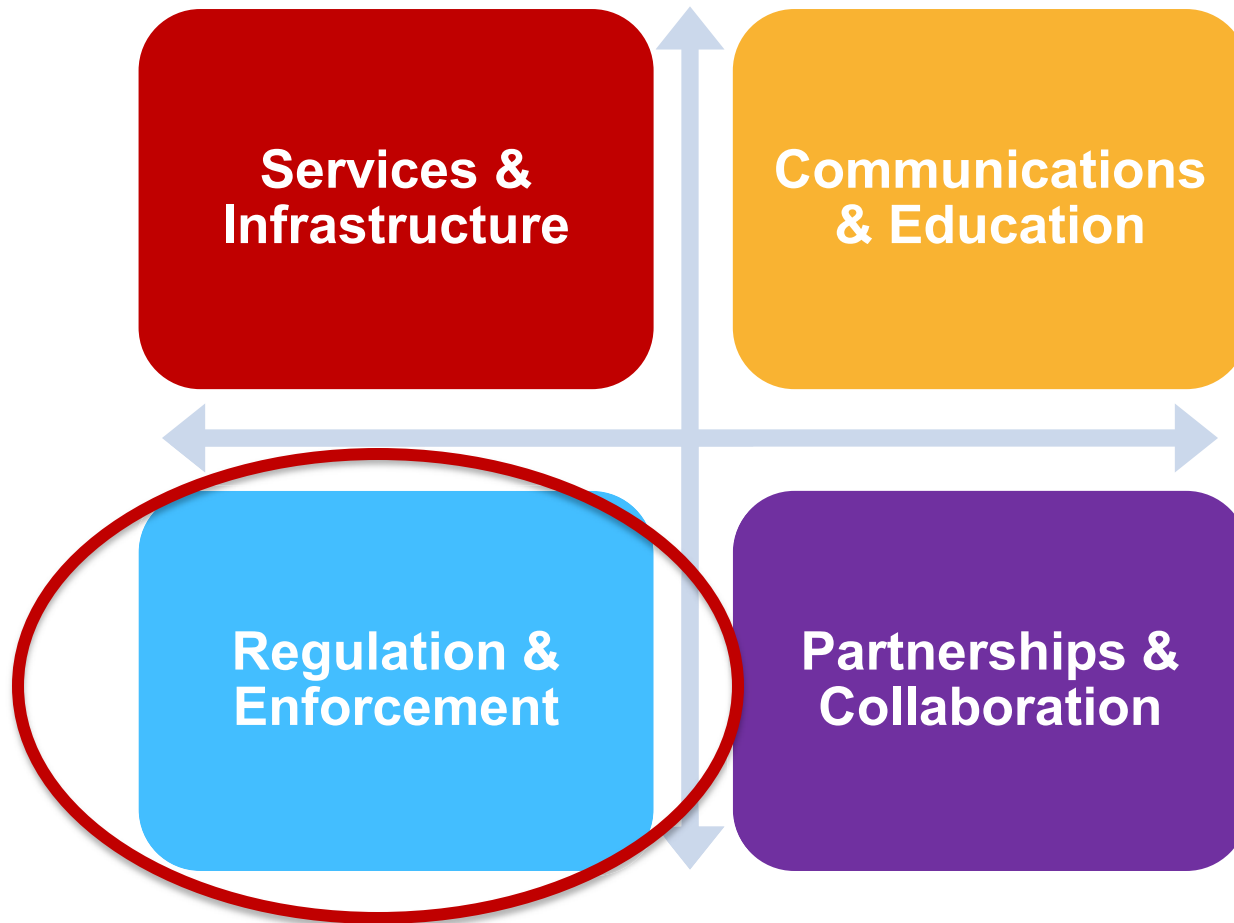 Services &
Infrastructure
Communications
& Education
Regulation &
Enforcement
Partnerships &
Collaboration